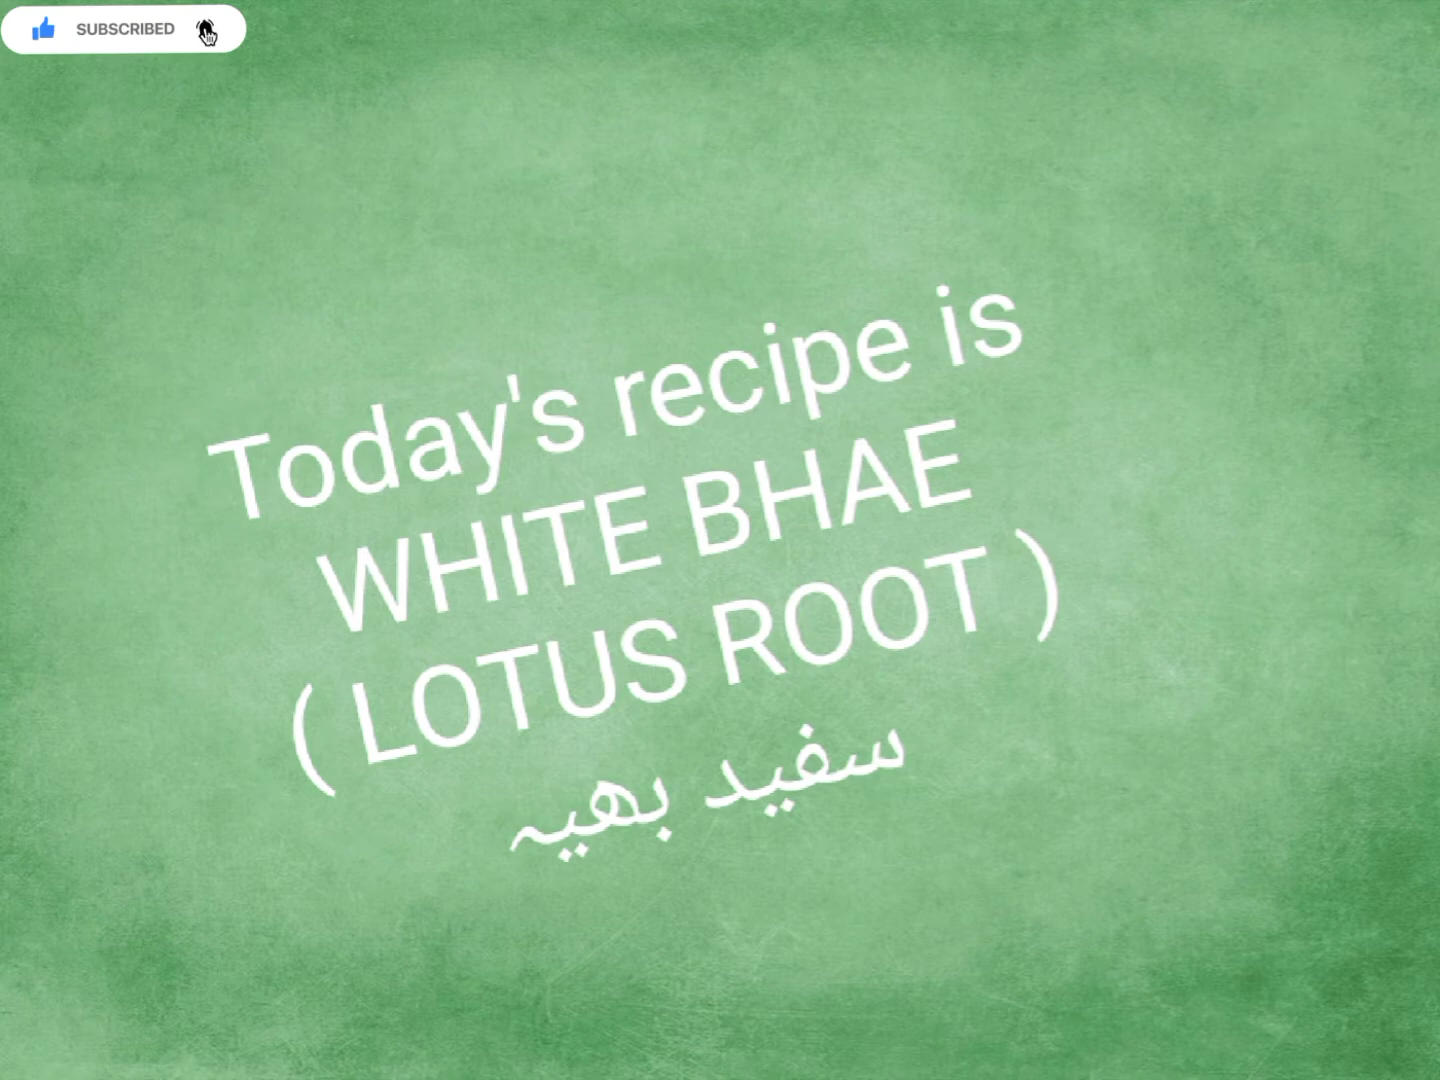 SUBSCRIBED
Today's recipe is
WHITE BHAE
( LOTUS ROOT )
سفید بھیہ